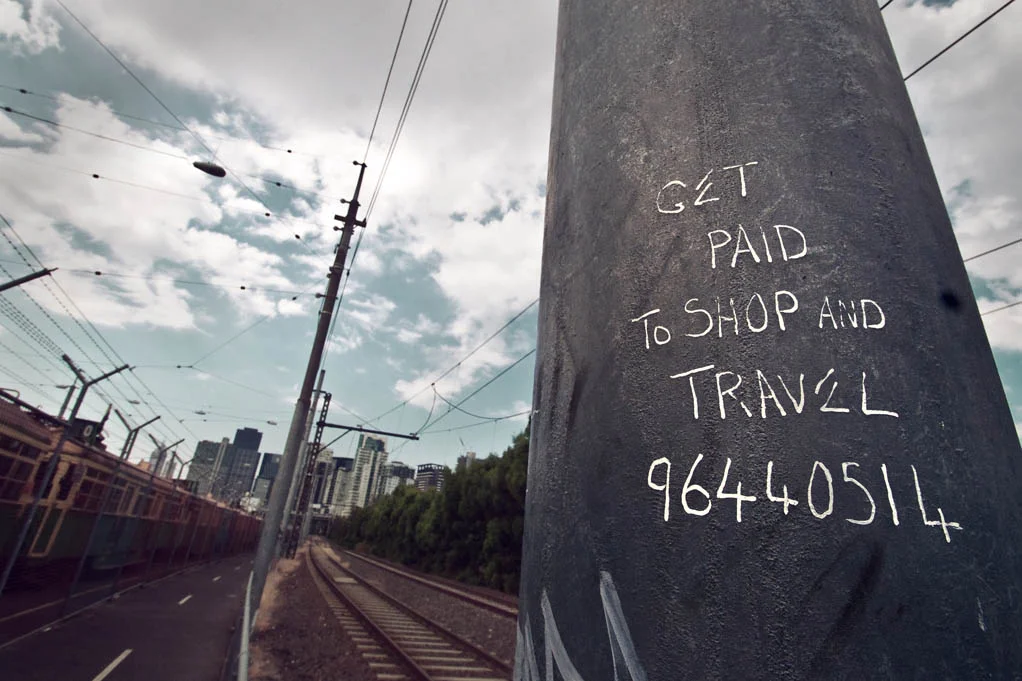 GET
PAID
To SHOP AND
TRAVEL
96440514